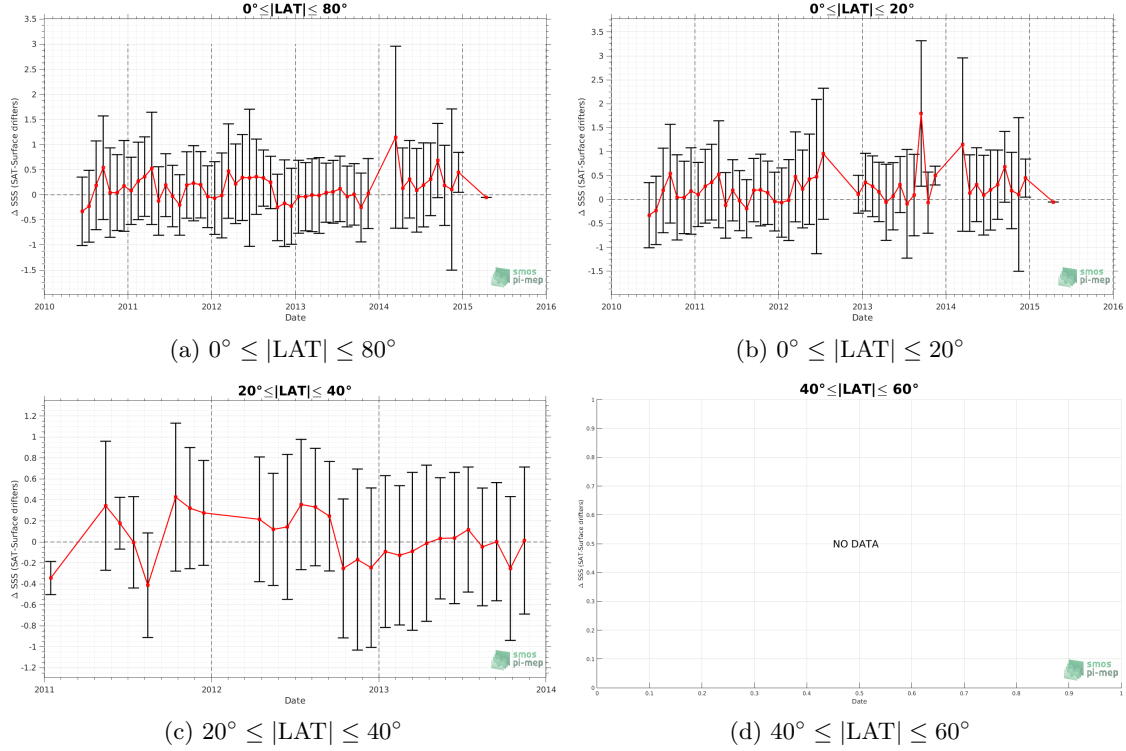 0°≤|LAT|≤ 80°
Δ SSS (SAT-Surface drifters)
3.5
3
2.5
2
1.5
1
0.5
0
-0.5
-1
-1.5
2010 2011 2012 2013 2014 2015 2016
Date
smos
pi-mep
(a) 0° ≤ |LAT| ≤ 80°
0°≤|LAT|≤ 20°
Δ SSS (SAT-Surface drifters)
3.5
3
2.5
2
1.5
1
0.5
0
-0.5
-1
-1.5
2010 2011 2012 2013 2014 2015 2016
Date
smos
pi-mep
(b) 0° ≤ |LAT| ≤ 20°
20°≤|LAT|≤ 40°
Δ SSS (SAT-Surface drifters)
1.2
1
0.8
0.6
0.4
0.2
0
-0.2
-0.4
-0.6
-0.8
-1
-1.2
2011 2012 2013 2014
Date
smos
pi-mep
(c) 20° ≤ |LAT| ≤ 40°
40°≤|LAT|≤ 60°
Δ SSS (SAT-Surface drifters)
1
0.9
0.8
0.7
0.6
0.5
0.4
0.3
0.2
0.1
0
NO DATA
0 0.1 0.2 0.3 0.4 0.5 0.6 0.7 0.8 0.9 1
Date
smos
pi-mep
(d) 40° ≤ |LAT| ≤ 60°